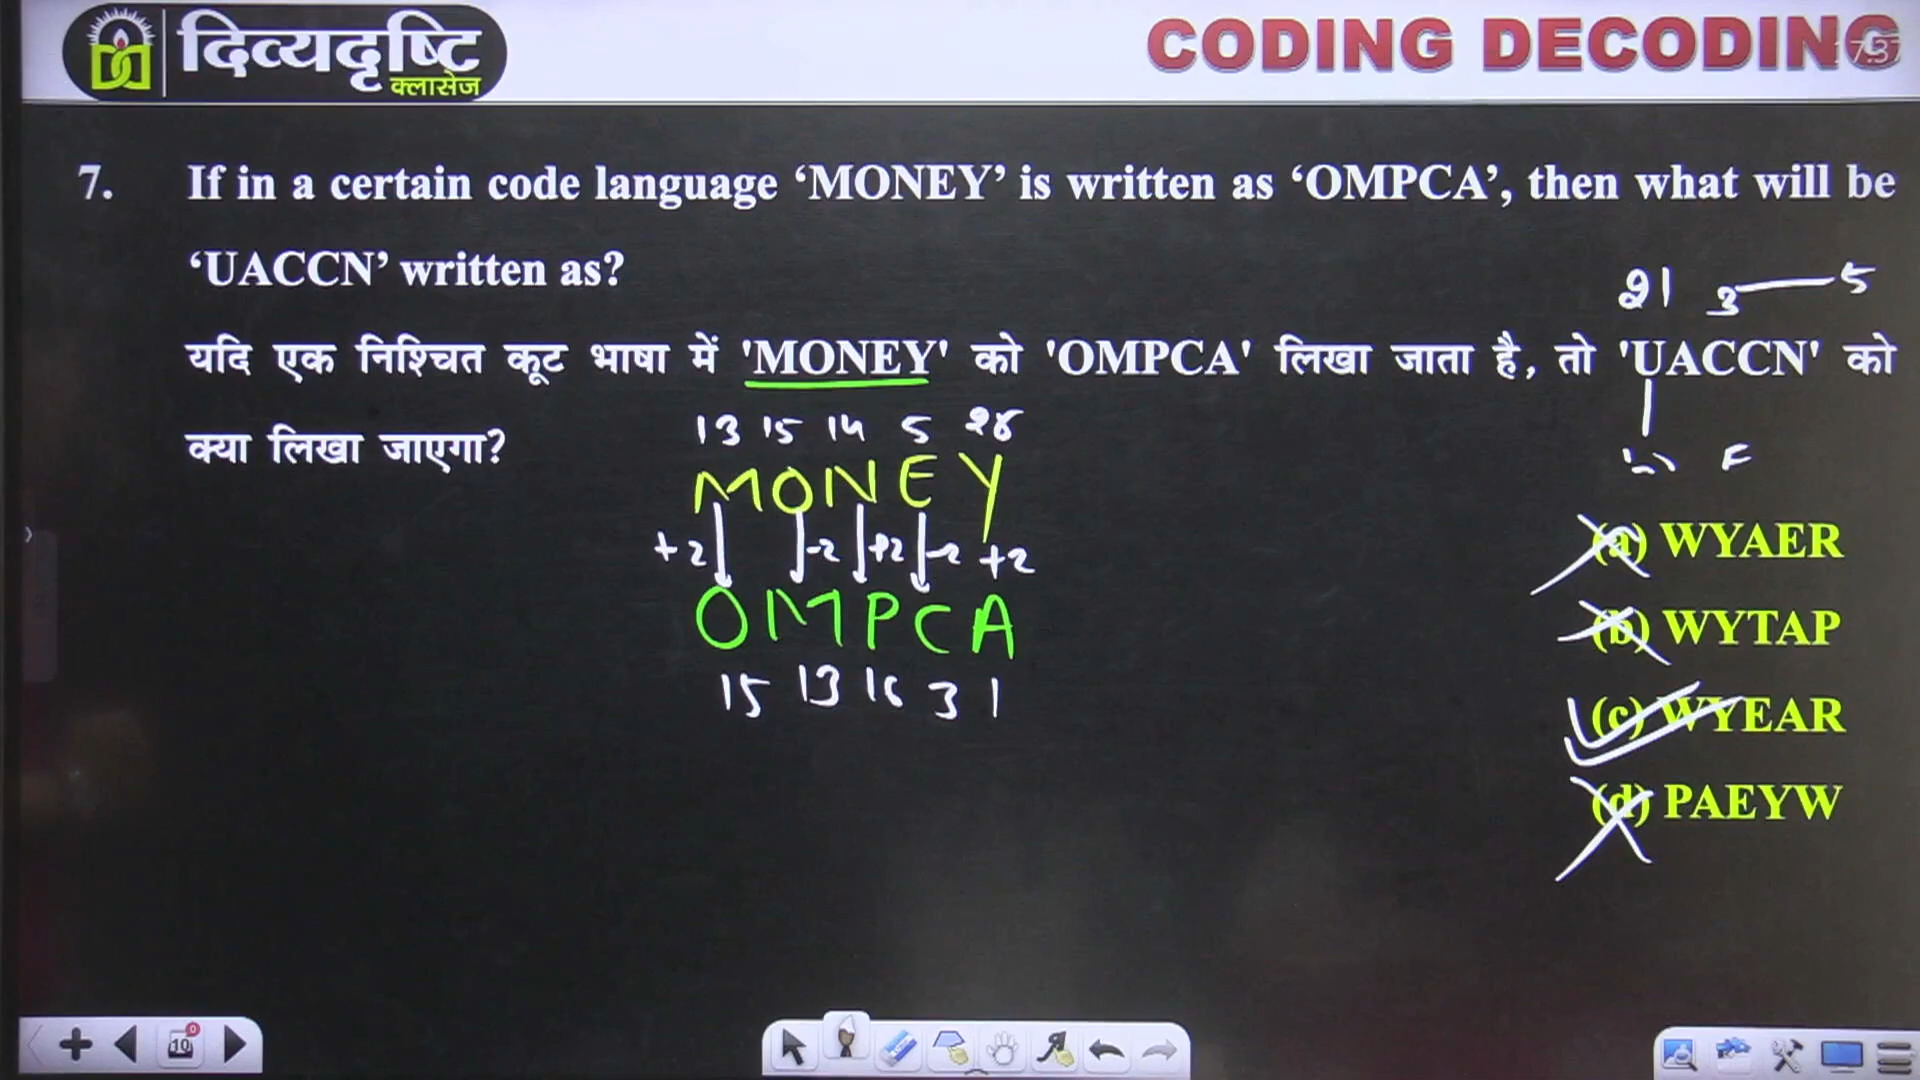 दिव्यदृष्टि
क्लासेज
CODING DECODING
7. If in a certain code language ‘MONEY’ is written as ‘OMPCA’, then what will be
‘UACCN’ written as?
21 3 5
यदि एक निश्चित कूट भाषा में 'MONEY' को 'OMPCA' लिखा जाता है, तो 'UACCN' को
क्या लिखा जाएगा?
13 15 14 5
MONEY
+2 -2 +2 -2 +2
OMPCA
15 13 16 3 1
(a) WYAER
(b) WYTAP
(c) WYEAR
(d) PAEYW
10